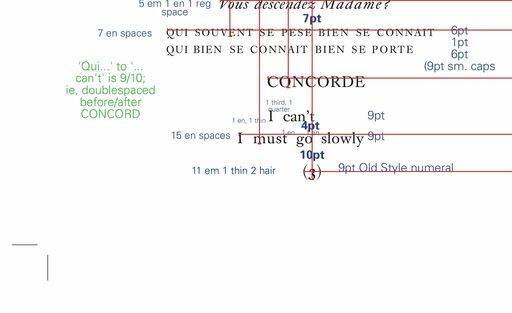 5 em 1 en 1 reg
space
Vous descendez Madame?
7pt
7 en spaces
QUI SOUVENT SE PESE BIEN SE CONNAIT
6pt
1pt
QUI BIEN SE CONNAIT BIEN SE PORTE
6pt
(9pt sm. caps
'Qui...' to '...
can't' is 9/10;
ie, doublespaced
before/after
CONCORD
CONCORDE
1 third, 1
quarter
1 en, 1 thin
I can't
9pt
4pt
15 en spaces
1 en
I must go slowly
9pt
10pt
11 em 1 thin 2 hair
(3)
9pt Old Style numeral